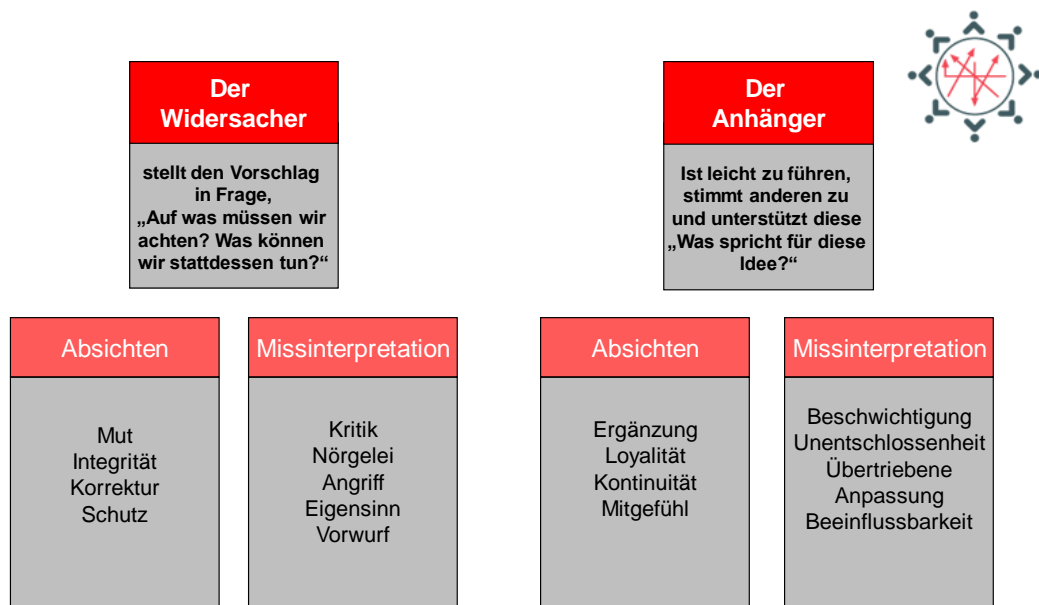 Der
Widersacher
stellt den Vorschlag
in Frage,
„Auf was müssen wir
achten? Was können
wir stattdessen tun?“
Der
Anhänger
Ist leicht zu führen,
stimmt anderen zu
und unterstützt diese
„Was spricht für diese
Idee?“
Absichten
Mut
Integrität
Korrektur
Schutz
Missinterpretation
Kritik
Nörgelei
Angriff
Eigensinn
Vorwurf
Absichten
Ergänzung
Loyalität
Kontinuität
Mitgefühl
Missinterpretation
Beschwichtigung
Unentschlossenheit
Übertriebene
Anpassung
Beeinflussbarkeit